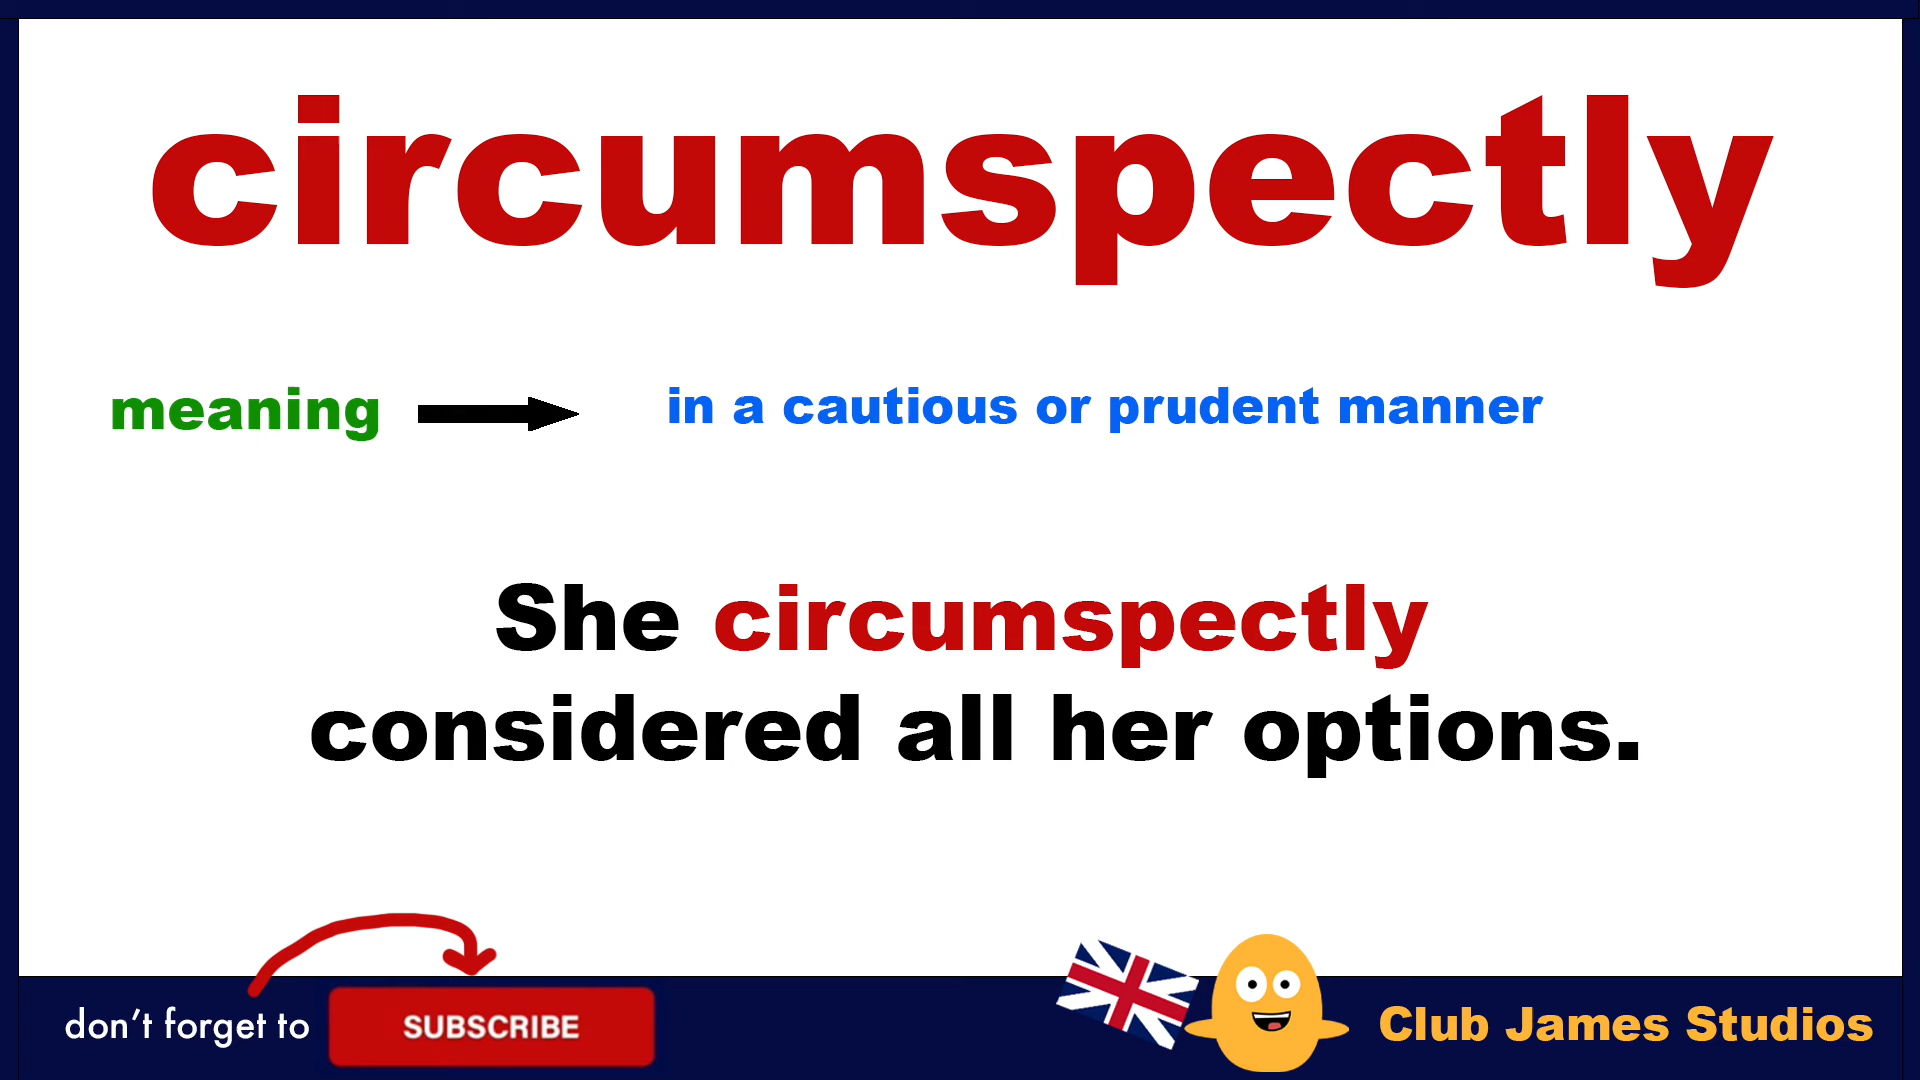 circumspectly
meaning
in a cautious or prudent manner
She circumspectly
considered all her options.
don't forget to
SUBSCRIBE
Club James Studios